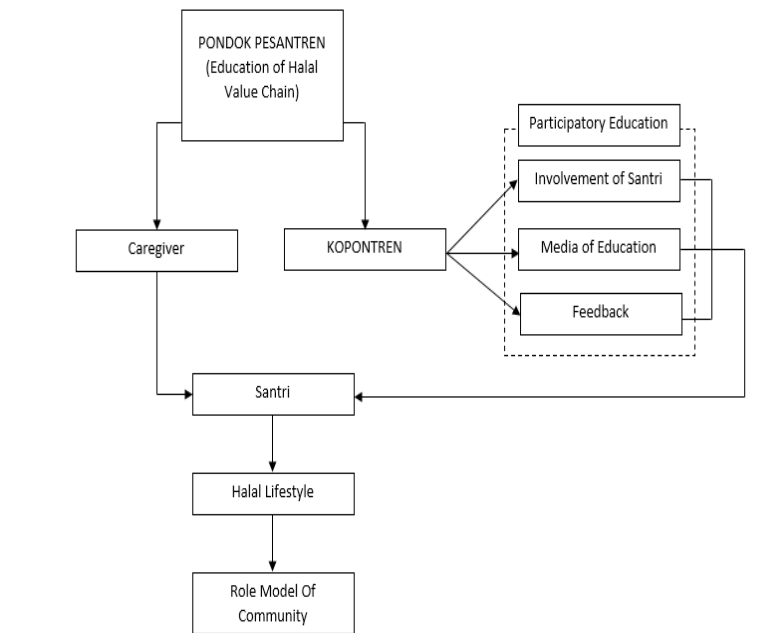 PONDOK PESANTREN
(Education of Halal
Value Chain)
Participatory Education
Involvement of Santri
Caregiver
KOPONTREN
Media of Education
Feedback
Santri
Halal Lifestyle
Role Model Of
Community